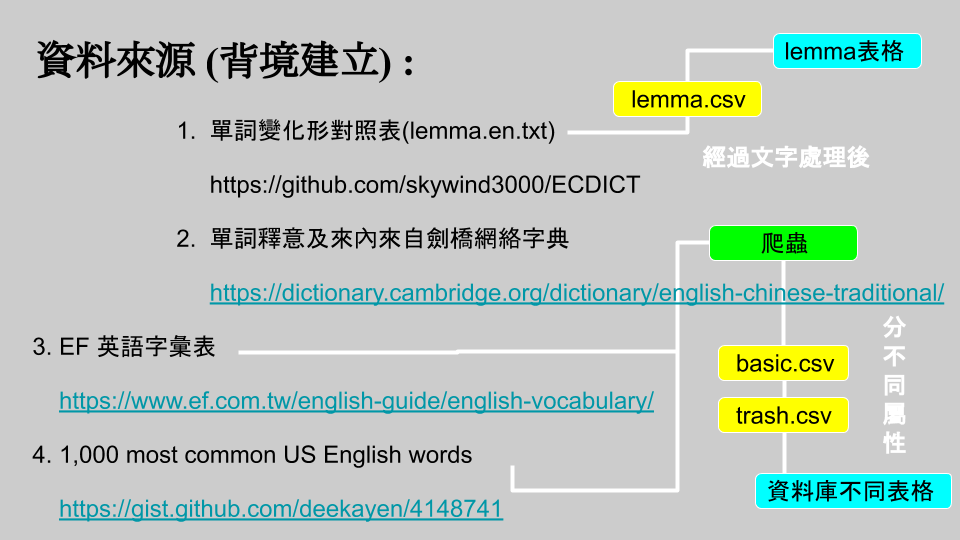 資料來源 (背境建立) :
lemma表格
lemma.csv
1. 單詞變化形對照表(lemma.en.txt)
經過文字處理後
https://github.com/skywind3000/ECDICT
2. 單詞釋意及來內來自劍橋網絡字典
爬蟲
https://dictionary.cambridge.org/dictionary/english-chinese-traditional/
3. EF 英語字彙表
分不同屬性
basic.csv
https://www.ef.com.tw/english-guide/english-vocabulary/
trash.csv
4. 1,000 most common US English words
資料庫不同表格
https://gist.github.com/deekayen/4148741